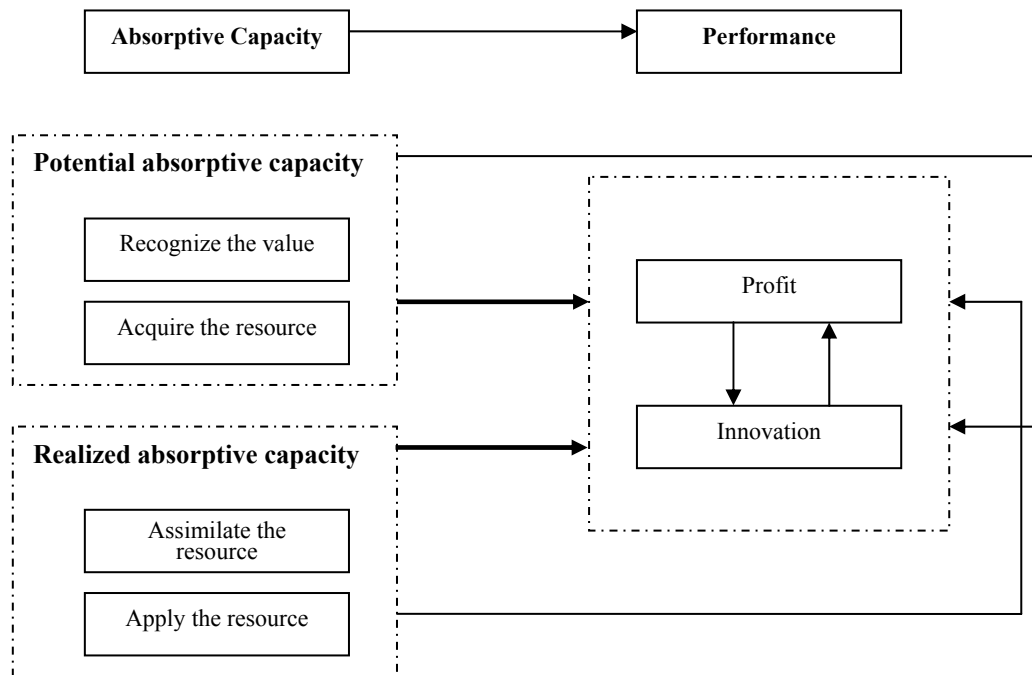 Absorptive Capacity
Performance
Potential absorptive capacity
Recognize the value
Acquire the resource
Profit
Innovation
Realized absorptive capacity
Assimilate the
resource
Apply the resource